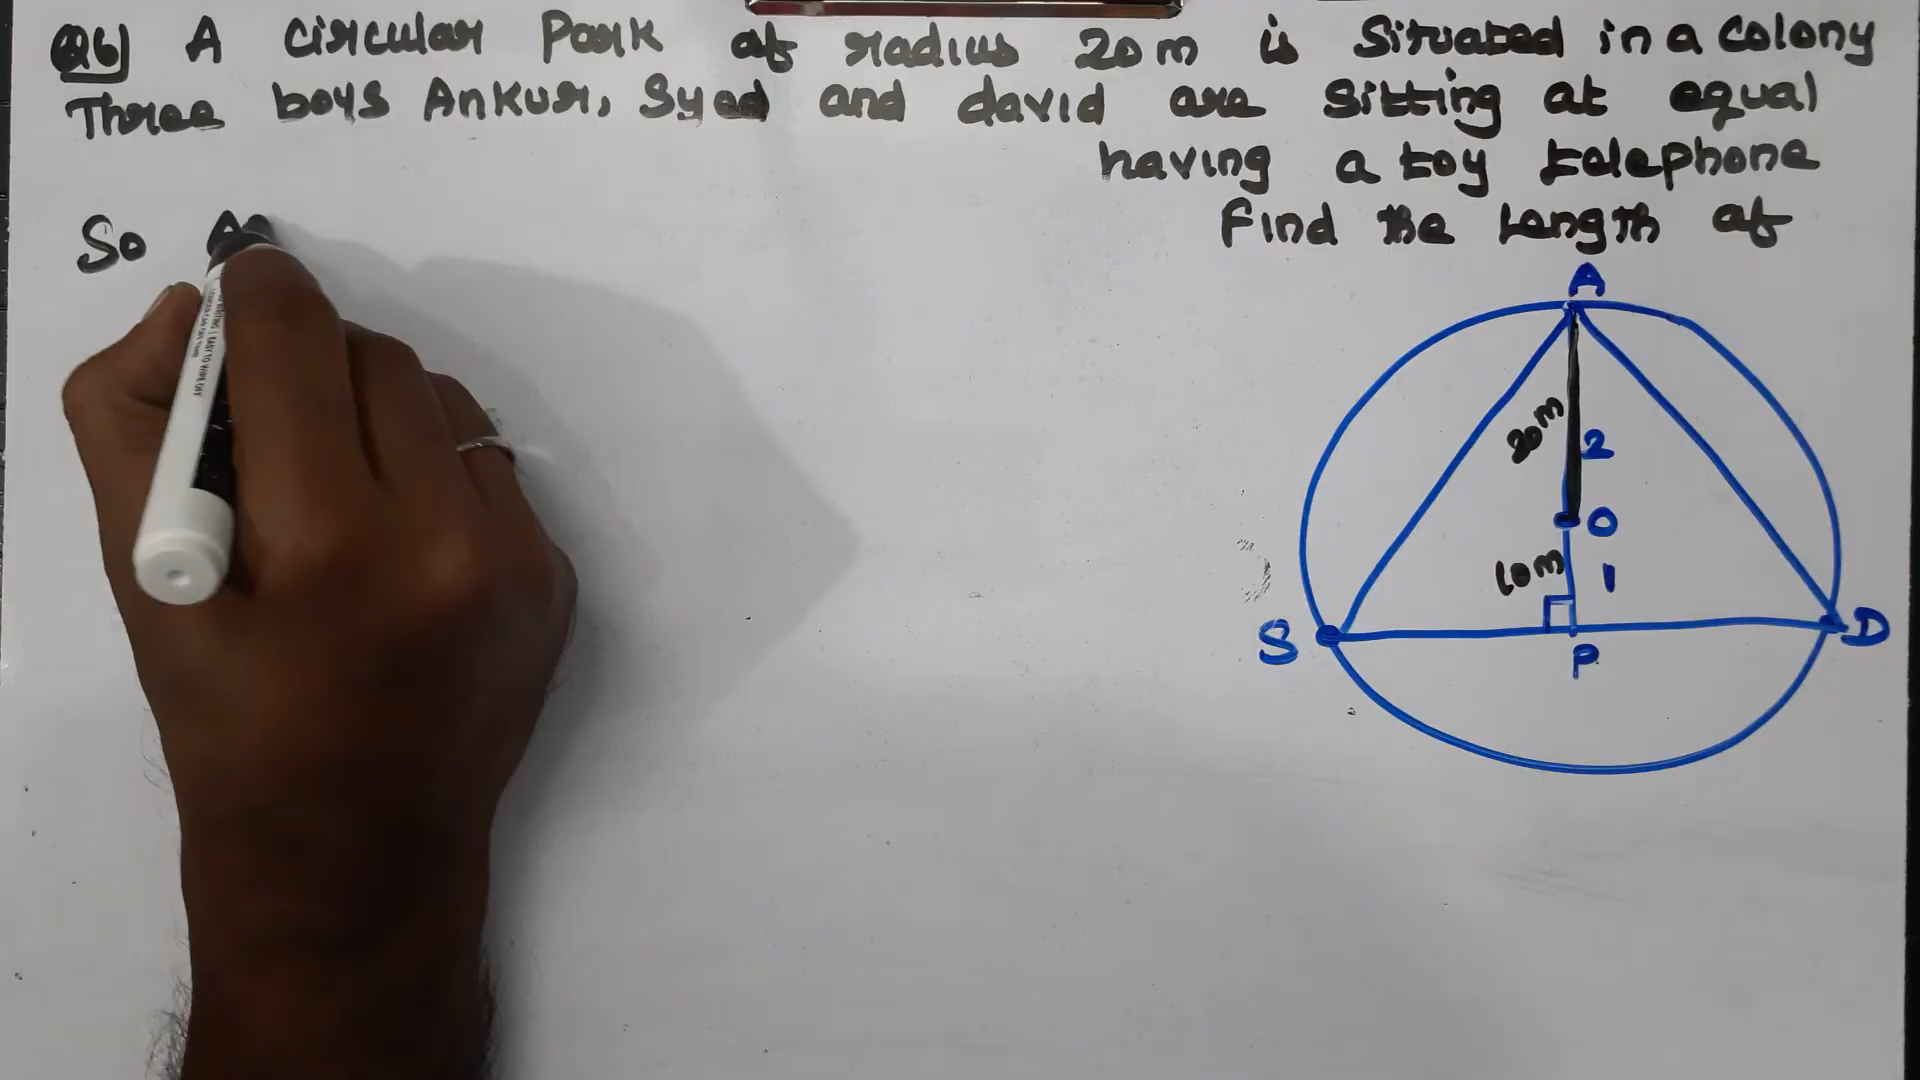 Q6) A circular Park of radius 20m is Situated in a colony
Three boys Ankur, Syed and david are sitting at equal
having a toy telephone
Find the length of
So A
A
20m
2
O
10m
1
S
P
D